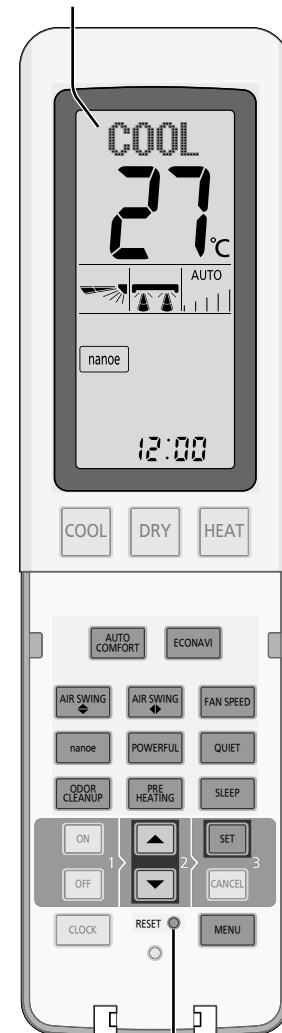 COOL
27°C
AUTO
nanoe
12:00
COOL DRY HEAT
AUTO COMFORT ECONAVI
AIR SWING AIR SWING FAN SPEED
nanoe POWERFUL QUIET
ODOR CLEANUP PRE HEATING SLEEP
ON SET
1 2 3
OFF CANCEL
CLOCK RESET MENU